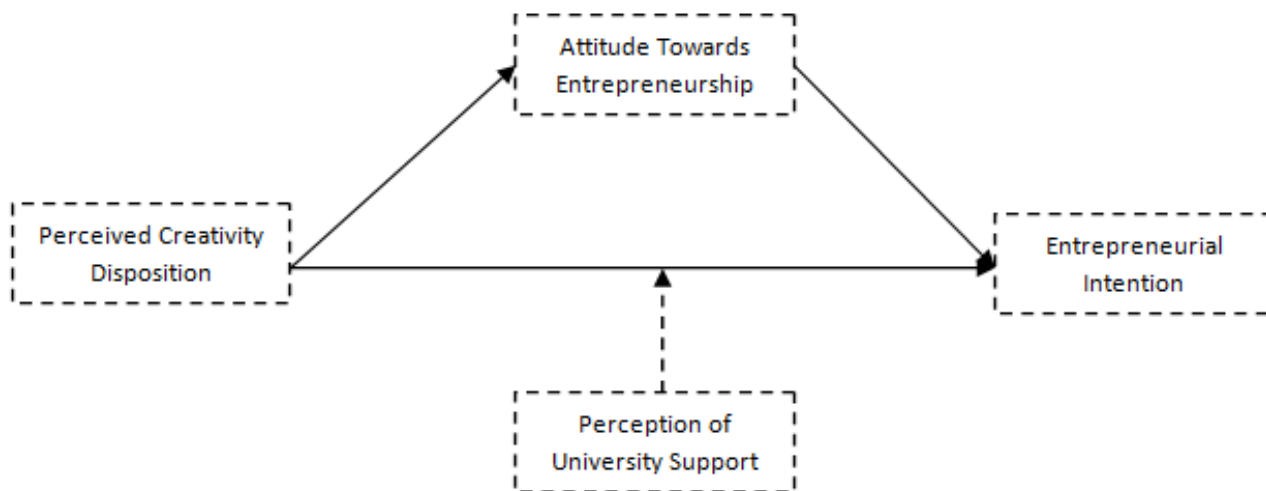 Attitude Towards
Entrepreneurship
Perceived Creativity
Disposition
Entrepreneurial
Intention
Perception of
University Support